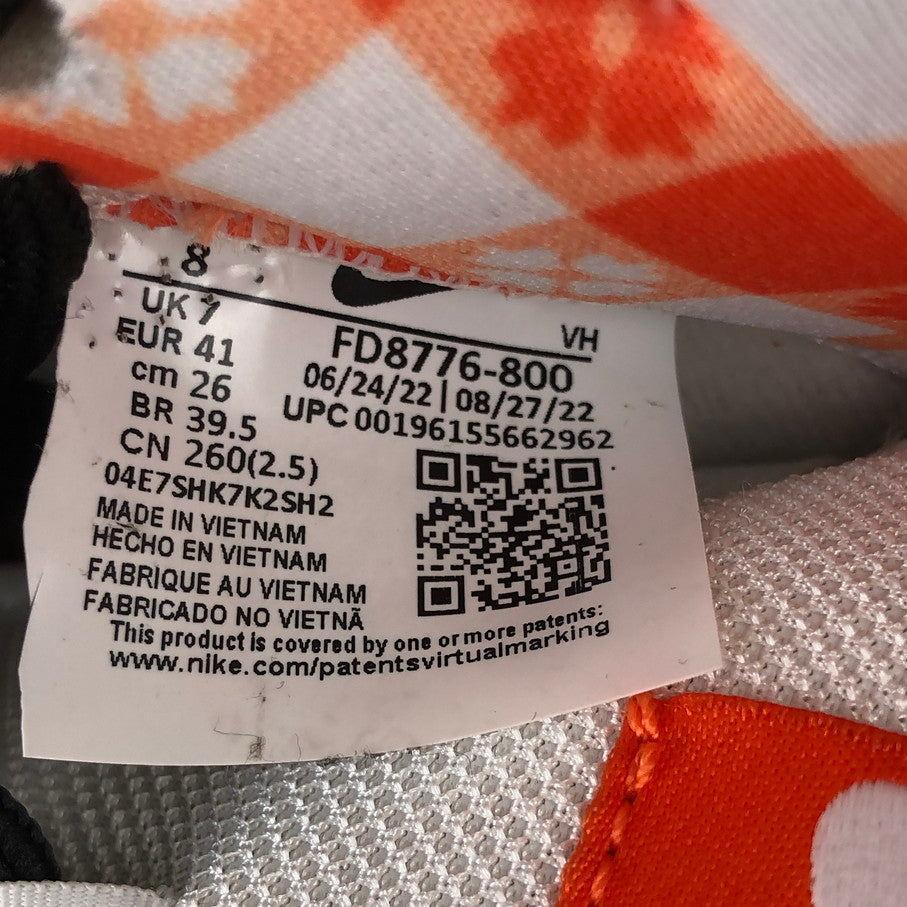 8
UK 7
EUR 41
cm 26
BR 39.5
CN 260(2.5)
04E7SHK7K2SH2
VH
FD8776-800
06/24/22 | 08/27/22
UPC 00196155662962
MADE IN VIETNAM
HECHO EN VIETNAM
FABRIQUE AU VIETNAM
FABRICADO NO VIETNÃ
This product is covered by one or more patents:
www.nike.com/patentsvirtualmarking